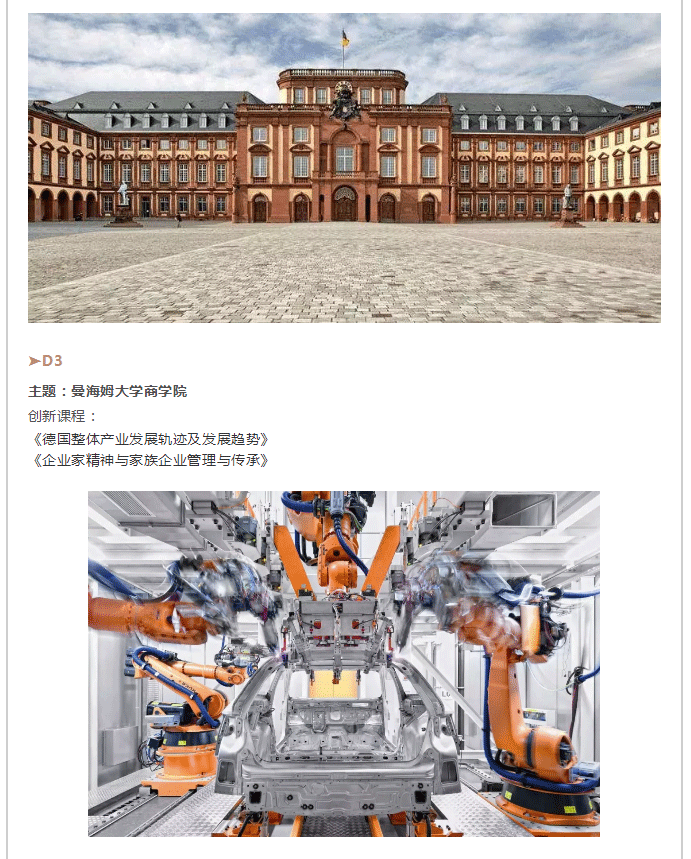 ➤D3
主题：曼海姆大学商学院
创新课程：
《德国整体产业发展轨迹及发展趋势》
《企业家精神与家族企业管理与传承》